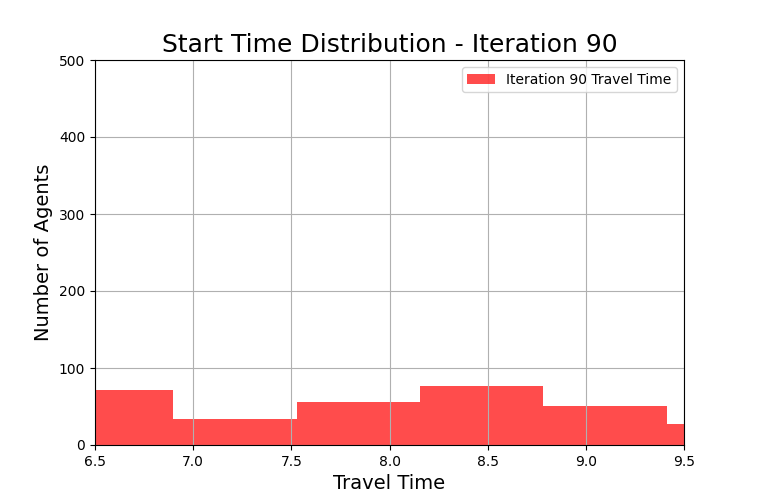 Start Time Distribution - Iteration 90
Iteration 90 Travel Time
Number of Agents
500
400
300
200
100
0
6.5 7.0 7.5 8.0 8.5 9.0 9.5
Travel Time